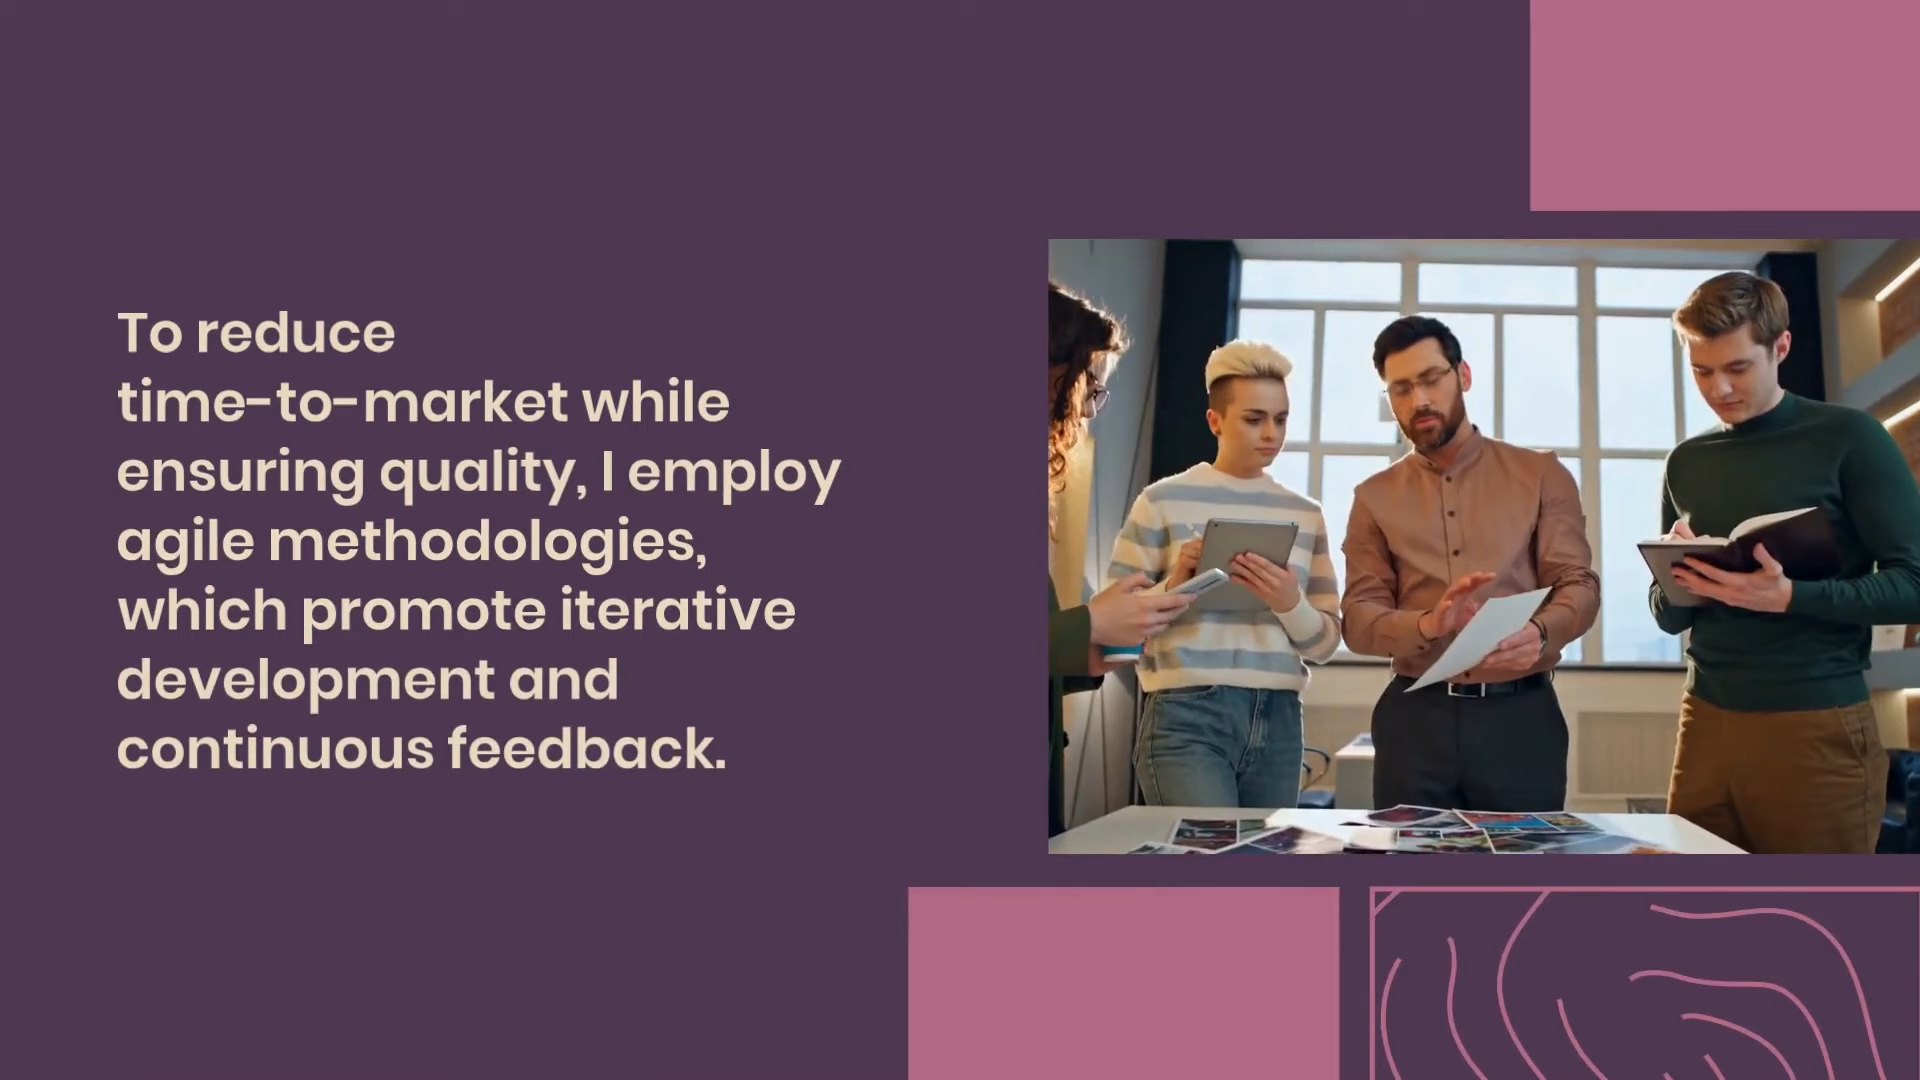 To reduce
time-to-market while
ensuring quality, I employ
agile methodologies,
which promote iterative
development and
continuous feedback.